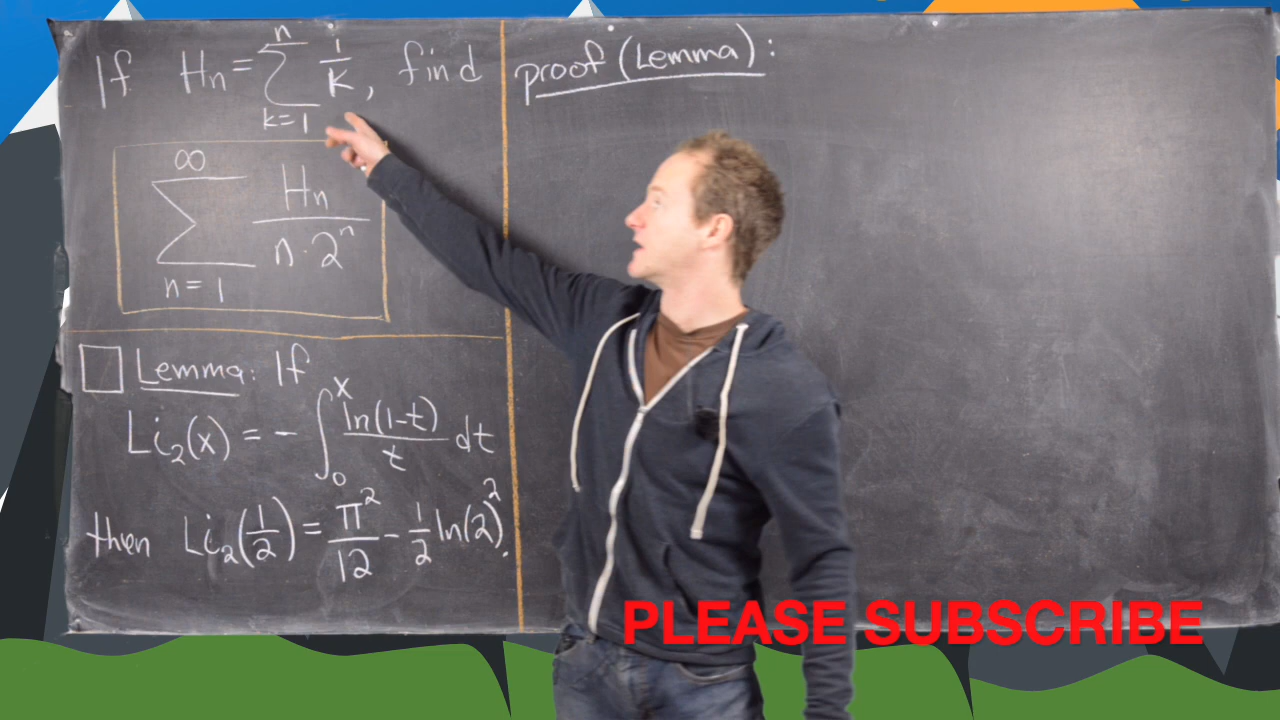 If Hn = ∑_{k=1}^{n} 1/K, find
∑_{n=1}^{∞} Hn/(n·2^n)
□ Lemma: If
Li₂(x) = -∫_0^x ln(1-t)/t dt
then Li₂(1/2) = π²/12 - 1/2 ln(2)².
proof (Lemma):
PLEASE SUBSCRIBE